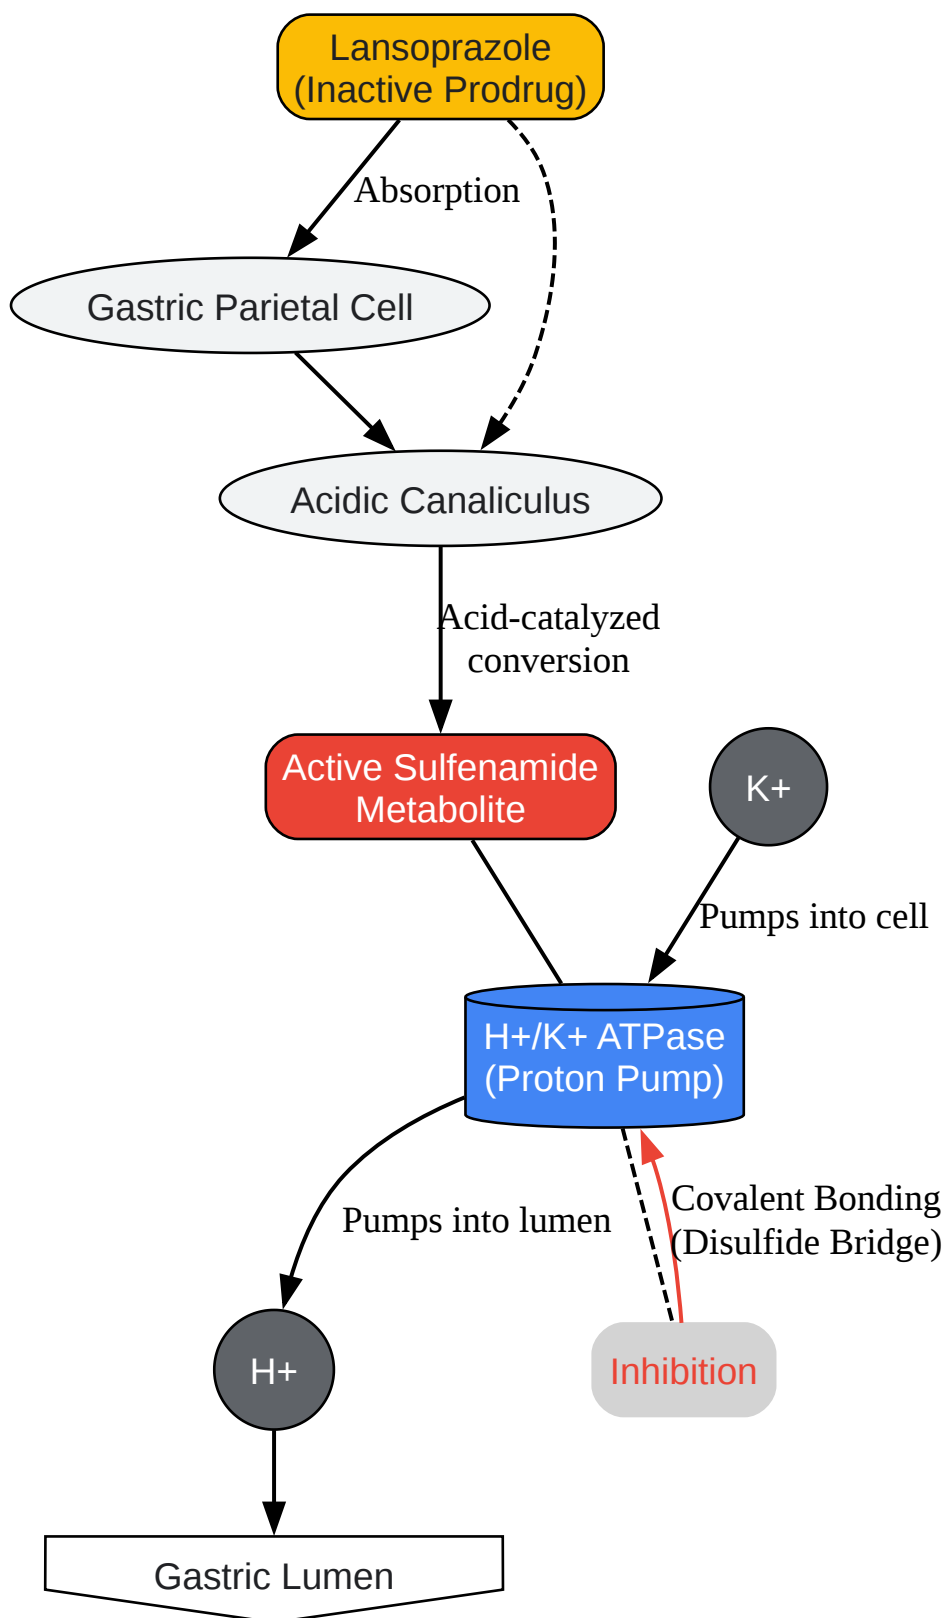 Lansoprazole
(Inactive Prodrug)
Absorption
Gastric Parietal Cell
Acidic Canaliculus
Acid-catalyzed
conversion
Active Sulfenamide
Metabolite
K+
Pumps into cell
H+/K+ ATPase
(Proton Pump)
Pumps into lumen
Covalent Bonding
(Disulfide Bridge)
H+
Inhibition
Gastric Lumen